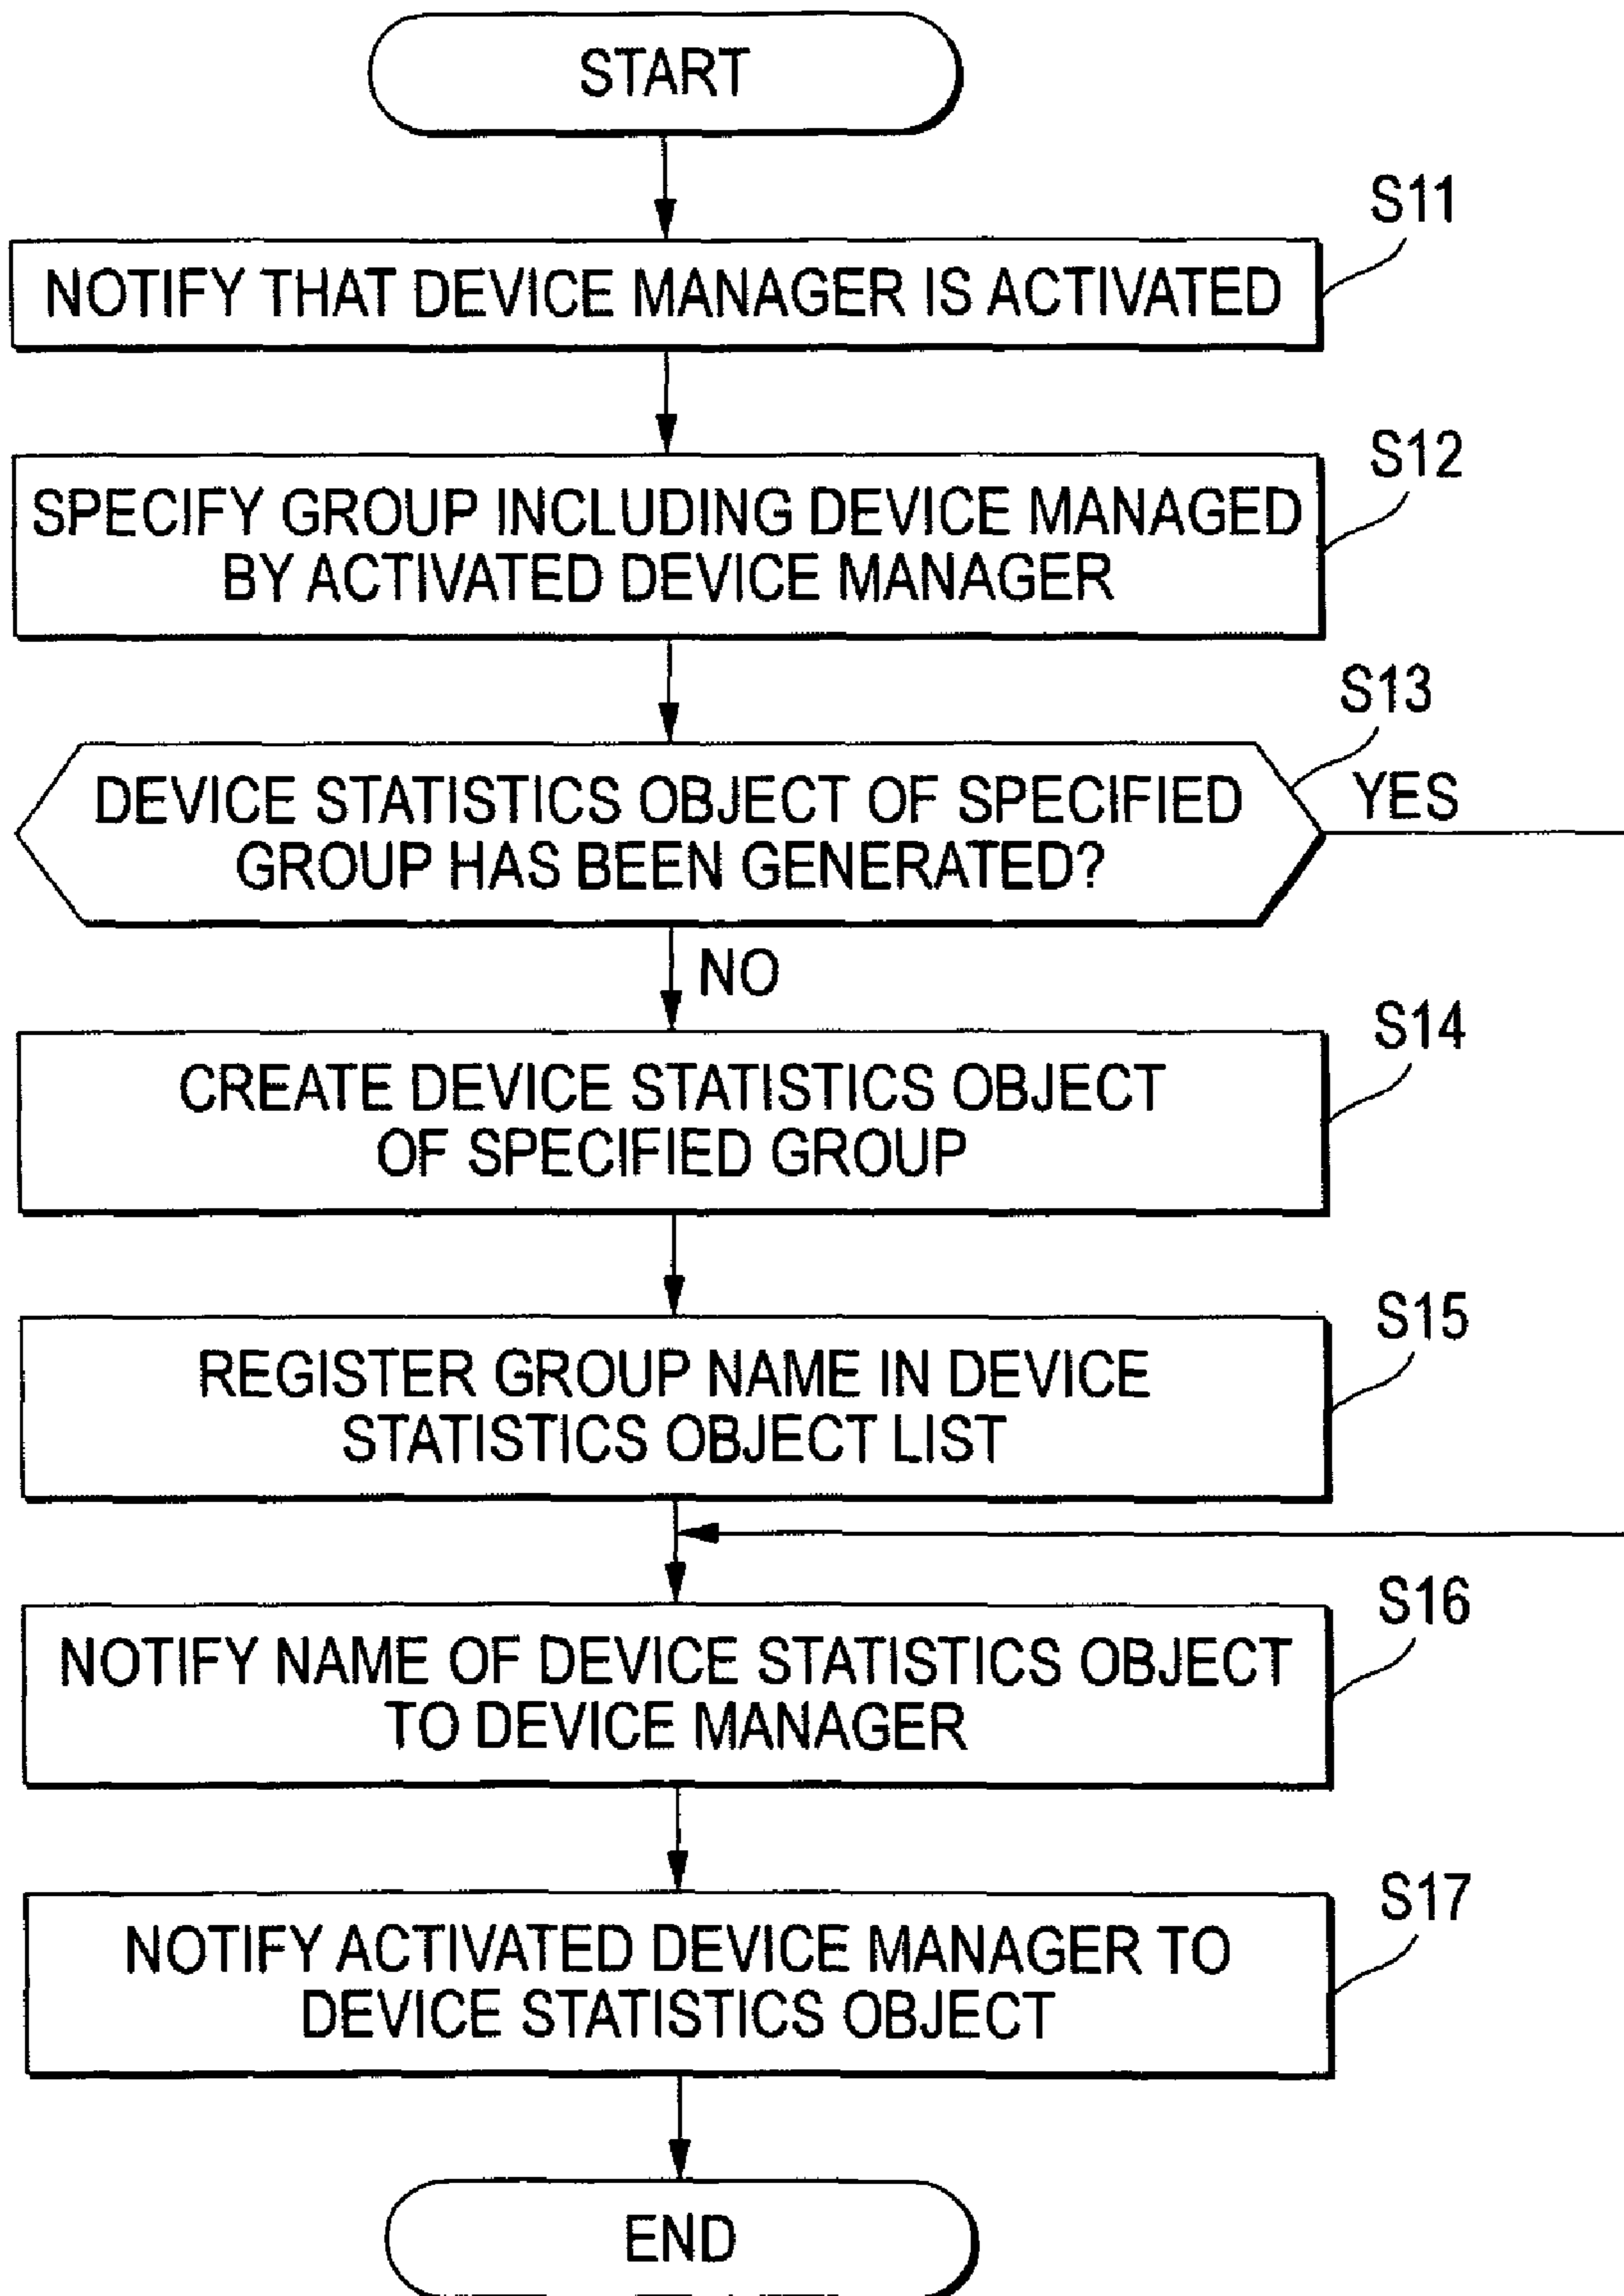 START
S11
NOTIFY THAT DEVICE MANAGER IS ACTIVATED
S12
SPECIFY GROUP INCLUDING DEVICE MANAGED
BY ACTIVATED DEVICE MANAGER
S13
DEVICE STATISTICS OBJECT OF SPECIFIED
GROUP HAS BEEN GENERATED?
YES
NO
S14
CREATE DEVICE STATISTICS OBJECT
OF SPECIFIED GROUP
S15
REGISTER GROUP NAME IN DEVICE
STATISTICS OBJECT LIST
S16
NOTIFY NAME OF DEVICE STATISTICS OBJECT
TO DEVICE MANAGER
S17
NOTIFY ACTIVATED DEVICE MANAGER TO
DEVICE STATISTICS OBJECT
END